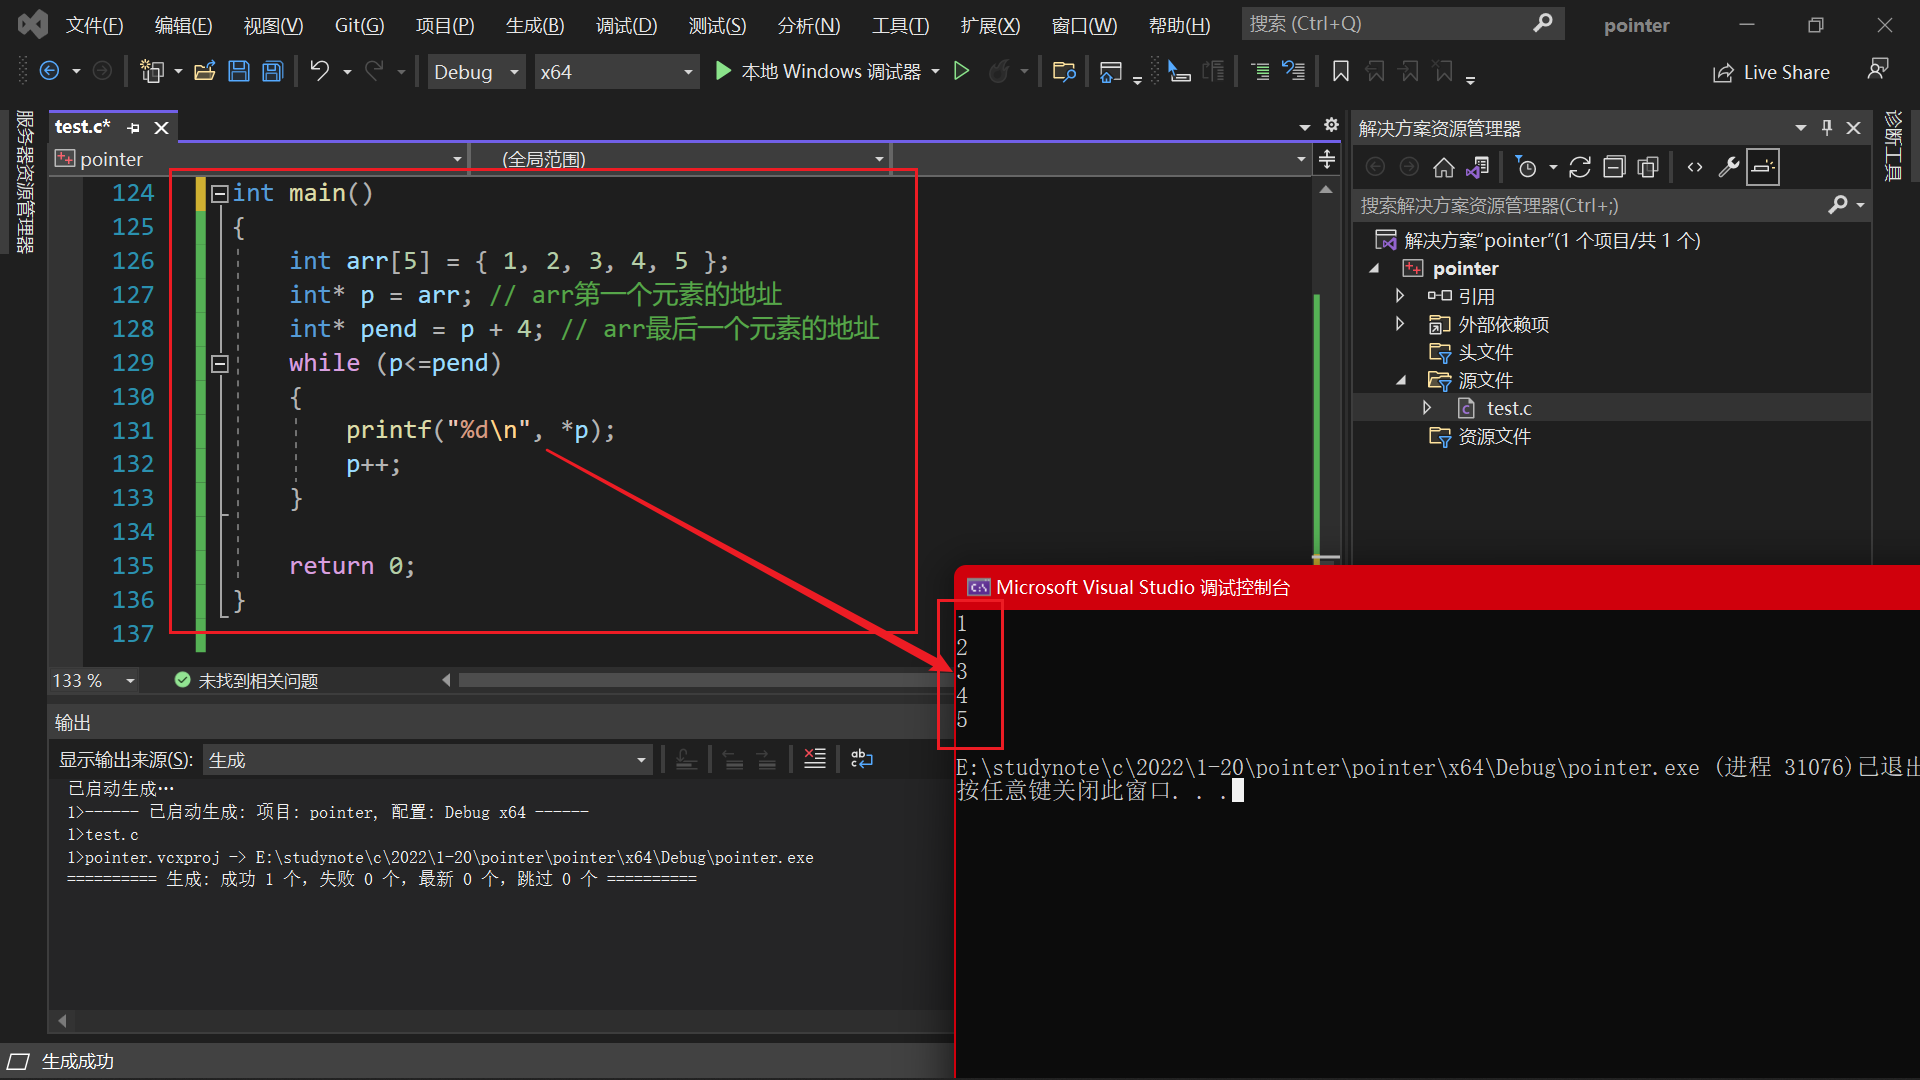 文件(F) 编辑(E) 视图(V) Git(G) 项目(P) 生成(B) 调试(D) 测试(S) 分析(N) 工具(T) 扩展(X) 窗口(W) 帮助(H) 搜索 (Ctrl+Q) pointer
Debug x64 本地 Windows 调试器 Live Share
服务器资源管理器
test.c*
pointer (全局范围)
124 int main()
125 {
126 int arr[5] = { 1, 2, 3, 4, 5 };
127 int* p = arr; // arr第一个元素的地址
128 int* pend = p + 4; // arr最后一个元素的地址
129 while (p<=pend)
130 {
131 printf("%d\n", *p);
132 p++;
133 }
134
135 return 0;
136 }
137
133 % 未找到相关问题
输出
显示输出来源(S): 生成
已启动生成…
1>------ 已启动生成: 项目: pointer, 配置: Debug x64 ------
1>test.c
1>pointer.vcxproj -> E:\studynote\c\2022\1-20\pointer\pointer\x64\Debug\pointer.exe
========== 生成: 成功 1 个，失败 0 个，最新 0 个，跳过 0 个 ==========
生成成功
解决方案资源管理器
搜索解决方案资源管理器(Ctrl+;)
解决方案"pointer"(1 个项目/共 1 个)
pointer
引用
外部依赖项
头文件
源文件
test.c
资源文件
诊断工具
Microsoft Visual Studio 调试控制台
1
2
3
4
5
E:\studynote\c\2022\1-20\pointer\pointer\x64\Debug\pointer.exe (进程 31076)已退出
按任意键关闭此窗口. . .